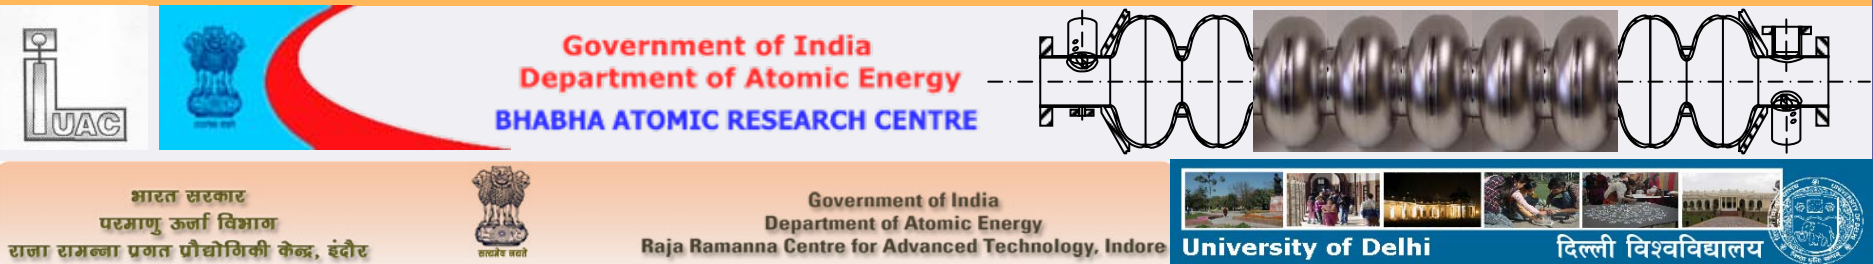 UAC
Government of India
Department of Atomic Energy
BHABHA ATOMIC RESEARCH CENTRE
भारत सरकार
परमाणु ऊर्जा विभाग
राजा रामन्ना प्रगत प्रौद्योगिकी केन्द्र, इंदौर
सत्यमेव जयते
Government of India
Department of Atomic Energy
Raja Ramanna Centre for Advanced Technology, Indore
University of Delhi
दिल्ली विश्वविद्यालय